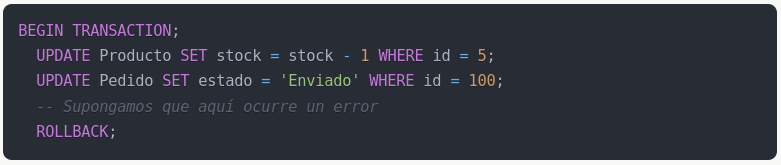 BEGIN TRANSACTION;
  UPDATE Producto SET stock = stock - 1 WHERE id = 5;
  UPDATE Pedido SET estado = 'Enviado' WHERE id = 100;
  -- Supongamos que aquí ocurre un error
  ROLLBACK;